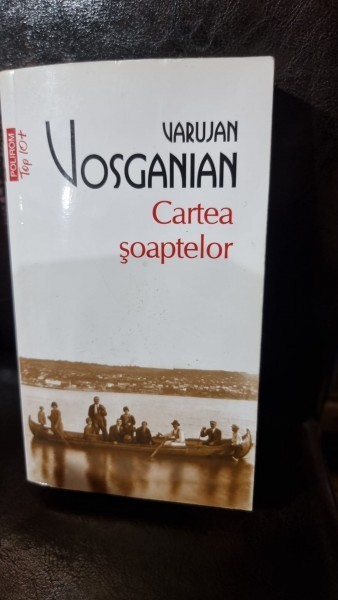 POLIROM
Top 10+
VARUJAN
VOSGANIAN
Cartea
şoaptelor